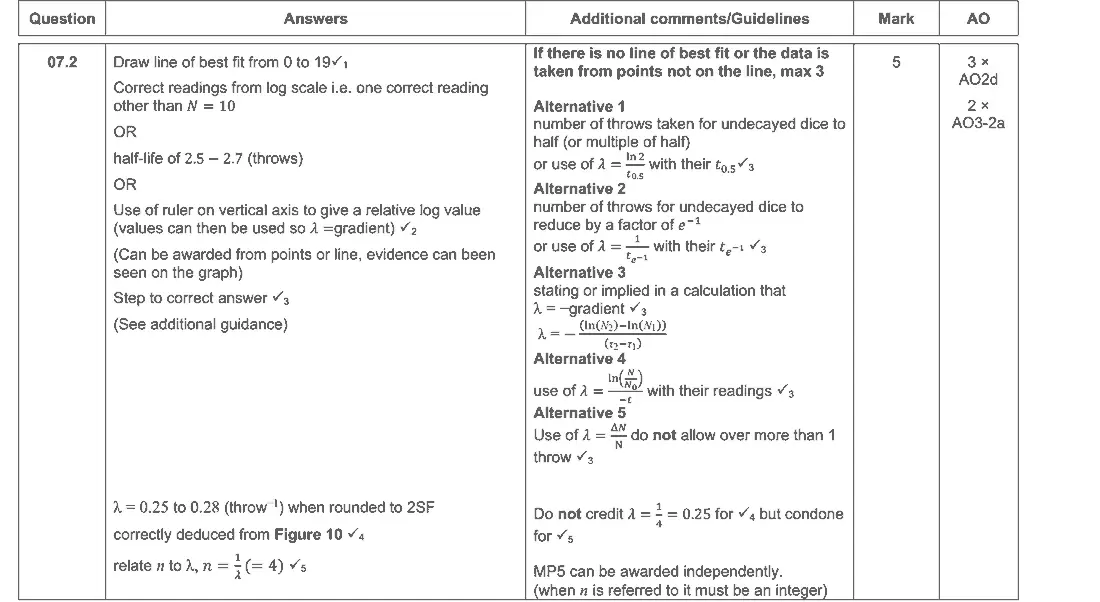 Question Answers Additional comments/Guidelines Mark AO
07.2
Draw line of best fit from 0 to 19✓₁
Correct readings from log scale i.e. one correct reading
other than N = 10
OR
half-life of 2.5 – 2.7 (throws)
OR
Use of ruler on vertical axis to give a relative log value
(values can then be used so λ =gradient) ✓₂
(Can be awarded from points or line, evidence can been
seen on the graph)
Step to correct answer ✓₃
(See additional guidance)
λ = 0.25 to 0.28 (throw⁻¹) when rounded to 2SF
correctly deduced from Figure 10 ✓₄
relate n to λ, n = 1/λ (= 4) ✓₅
If there is no line of best fit or the data is
taken from points not on the line, max 3
Alternative 1
number of throws taken for undecayed dice to
half (or multiple of half)
or use of λ = ln 2/t₀.₅ with their t₀.₅ ✓₃
Alternative 2
number of throws for undecayed dice to
reduce by a factor of e⁻¹
or use of λ = 1/t_e⁻¹ with their t_e⁻¹ ✓₃
Alternative 3
stating or implied in a calculation that
λ = –gradient ✓₃
λ = − (ln(N₂)−ln(N₁))/(t₂−t₁)
Alternative 4
use of λ = ln(N/N₀)/−t with their readings ✓₃
Alternative 5
Use of λ = ΔN/N do not allow over more than 1
throw ✓₃
Do not credit λ = 1/4 = 0.25 for ✓₄ but condone
for ✓₅
MP5 can be awarded independently.
(when n is referred to it must be an integer)
5
3 ×
AO2d
2 ×
AO3-2a